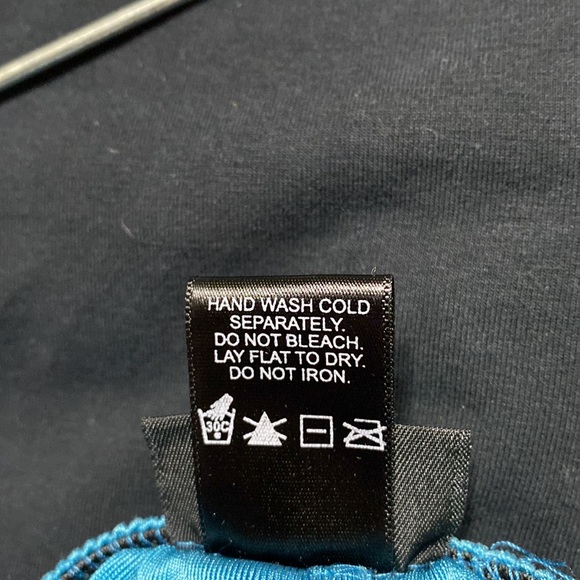 HAND WASH COLD
SEPARATELY.
DO NOT BLEACH.
LAY FLAT TO DRY.
DO NOT IRON.
30C